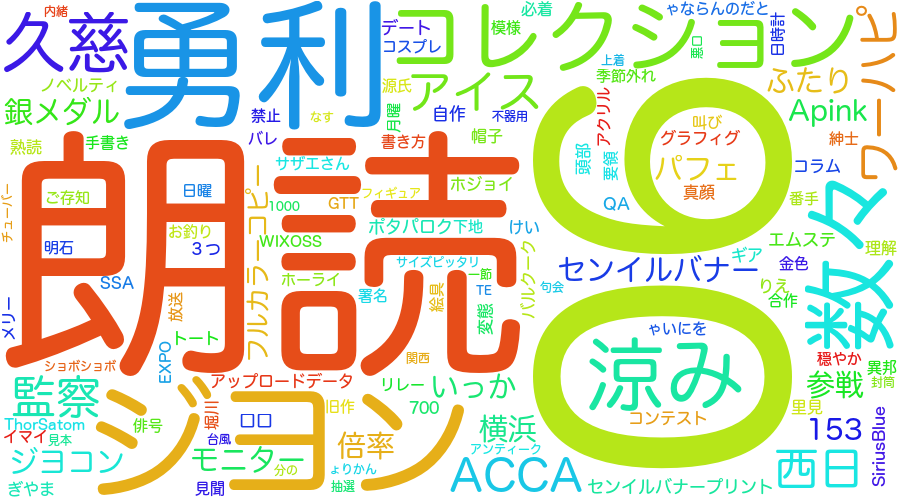 内緒
久慈
勇利
デート
コスプレ
コレクション
必着
模様
ゃならんのだと
日時計
ワーハピ
悪口
上着
季節外れ
ふたり
アイス
ノベルティ
銀メダル
源氏
月曜
禁止
自作
不器用
なす
Apink
手書き
バレ
帽子
書き方
アクリル
叫び
グラフィグ
紳士
熟読
サザエさん
頭部
要領
パフェ
コラム
朗読
フルカラーコピー
ホジョイ
真顔
数々
ご存知
日曜
フィギュア
GTT
1000
69
QA
番手
チューバー
お釣り
ポタパロク下地
けい
エムステ
理解
明石
3つ
WIXOSS
バルクーク
ギア
サイズピッタリ
一節
センイルバナー
金色
SSA
ホーライ
TE
りえ
合作
メリー
放送
署名
絵具
変態
句会
トート
0
涼み
ゃいにを
EXPO
穏やか
ショボショボ
関西
異邦
監察
アップロードデータ
リレー
いっか
参戦
封筒
ジヨン
700
里見
コンテスト
ThorSatom
俳号
堀川
旧作
イマイ
見本
台風
ロロ
倍率
横浜
153
SiriusBlue
ジヨコン
モニター
アンティーク
ACCA
西日
分の
ょりかん
ぎやま
見聞
抽選
センイルバナープリント